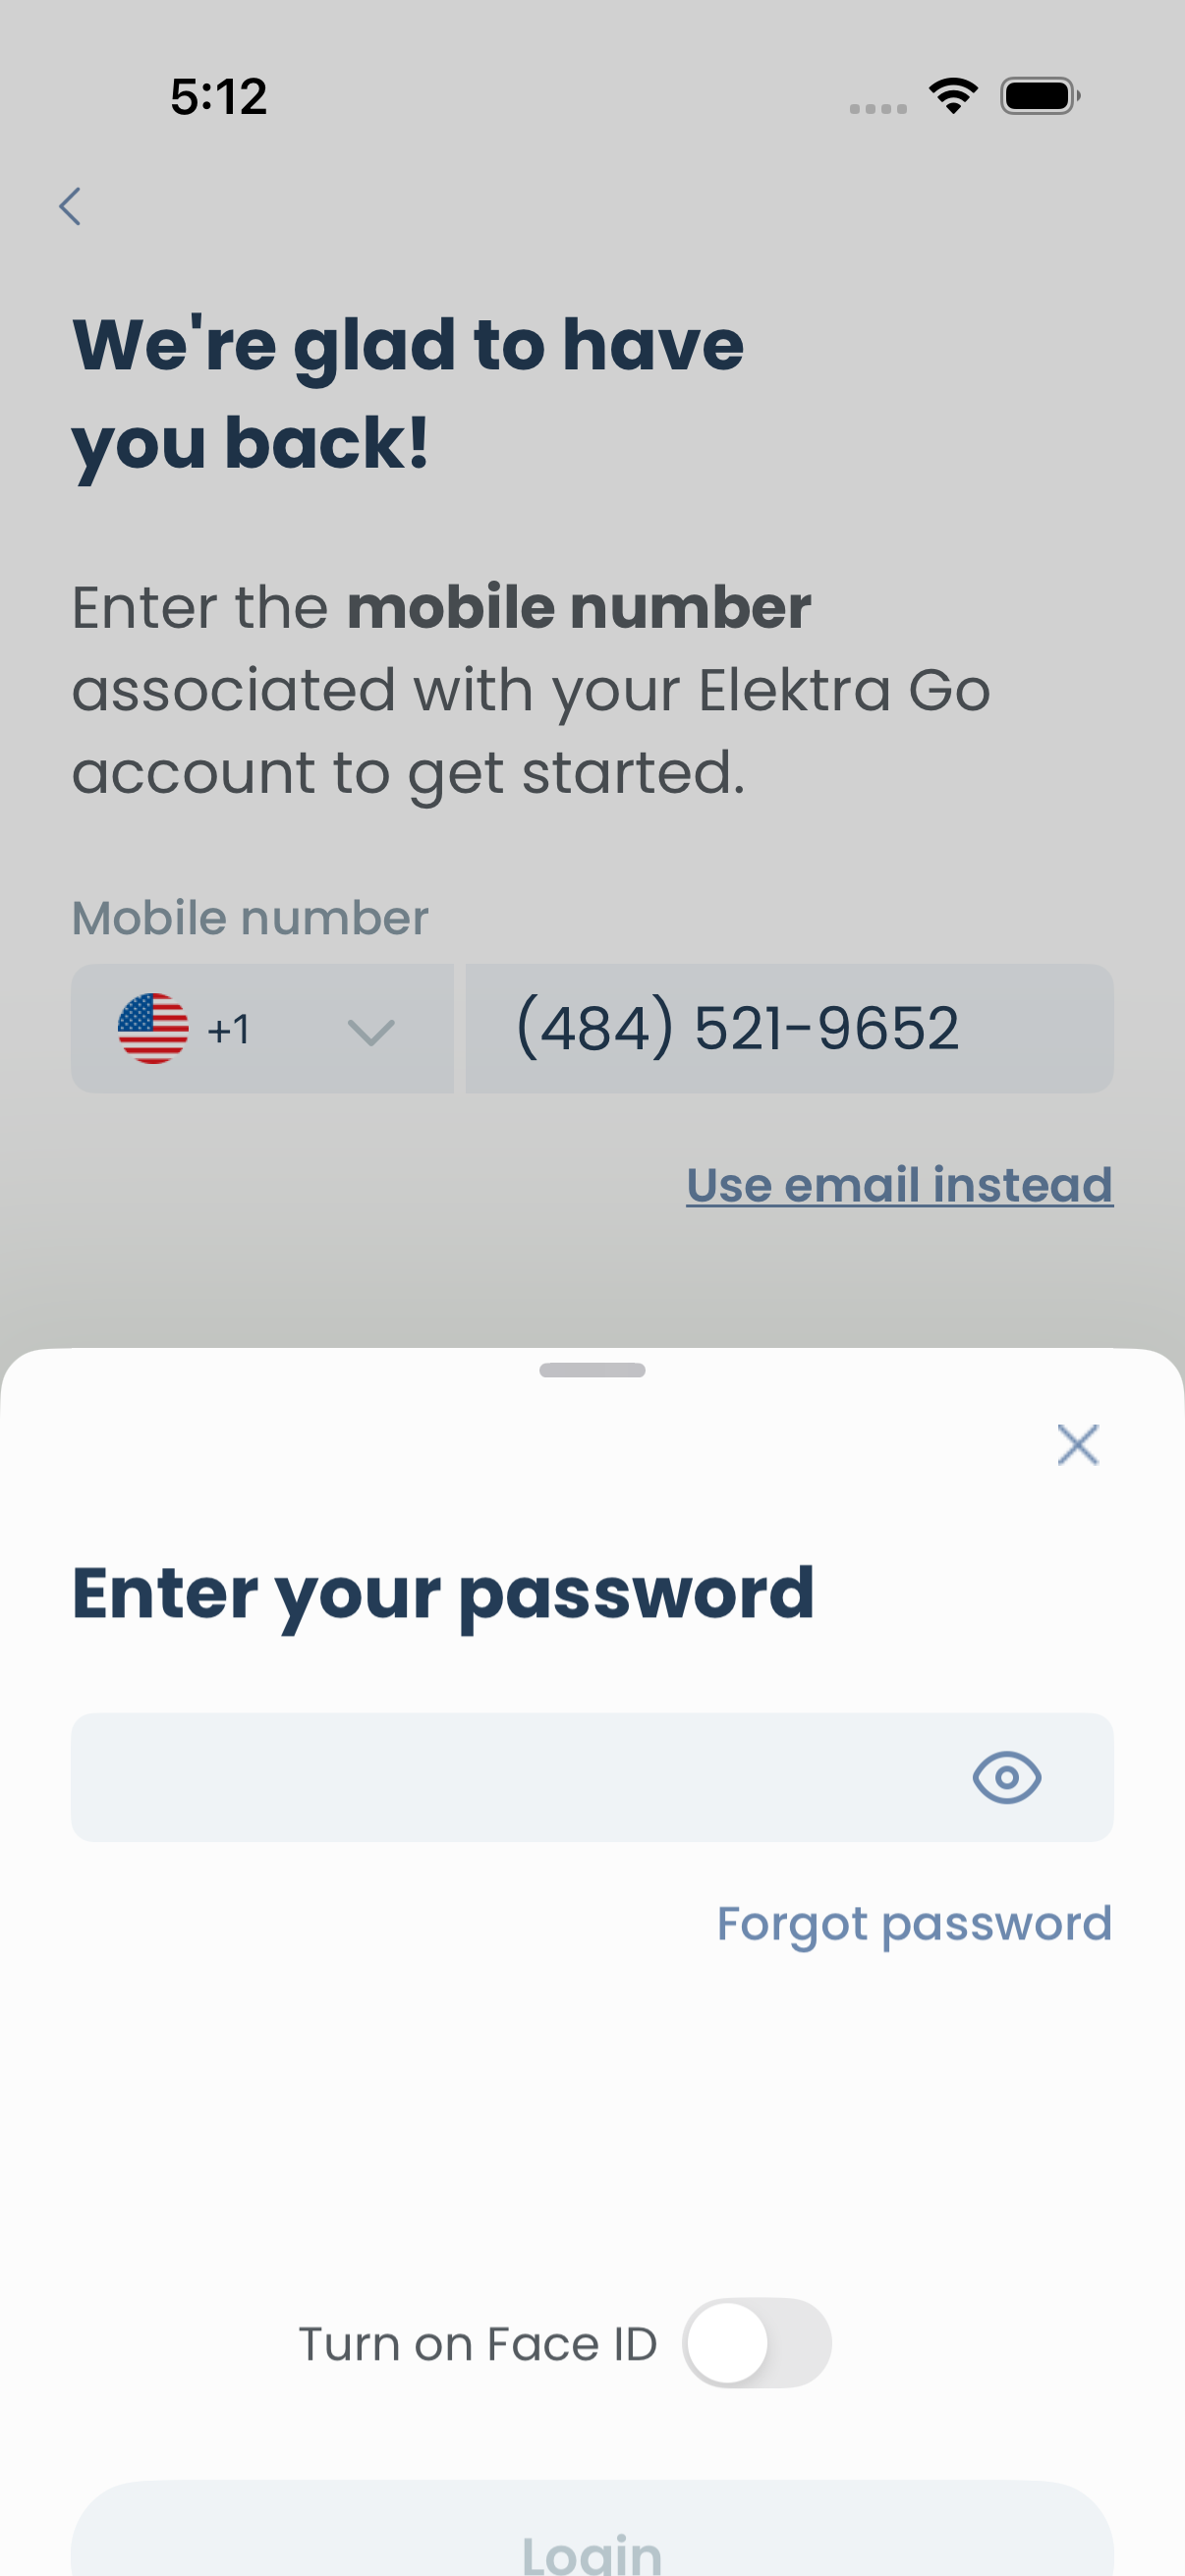 5:12
We're glad to have
you back!
Enter the mobile number
associated with your Elektra Go
account to get started.
Mobile number
+1
(484) 521-9652
Use email instead
Enter your password
Forgot password
Turn on Face ID
Login